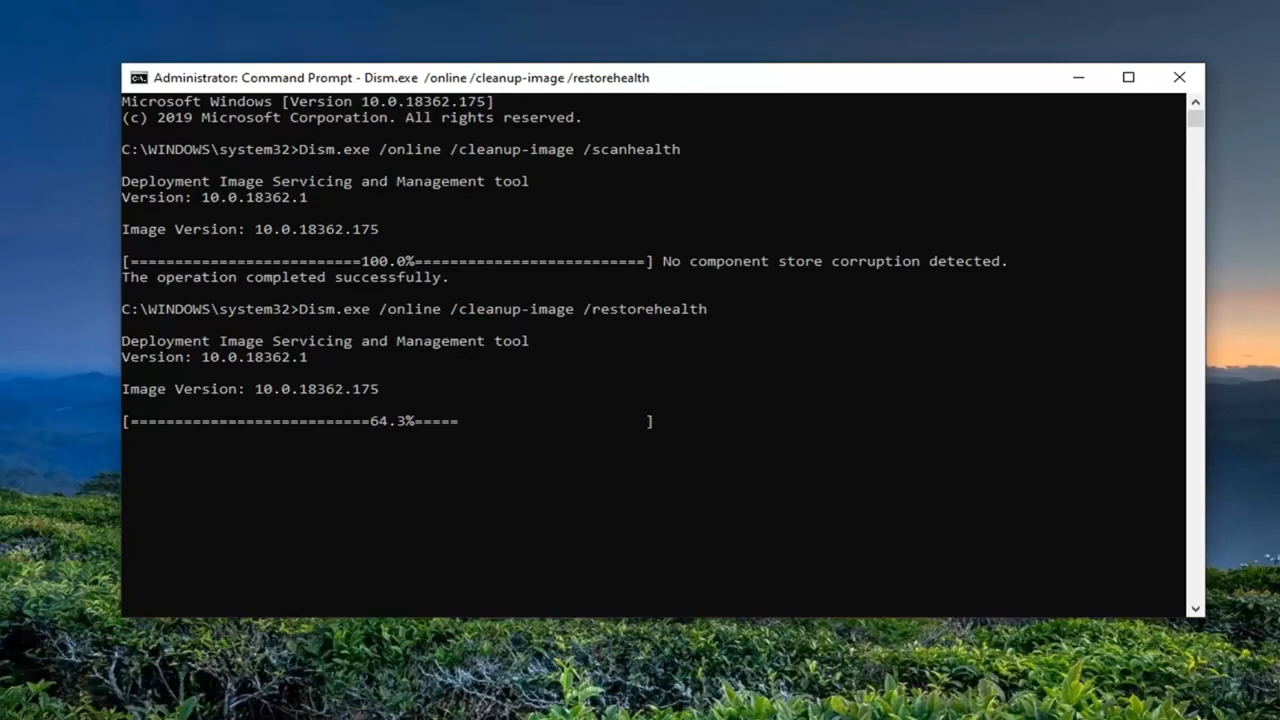 Administrator: Command Prompt - Dism.exe /online /cleanup-image /restorehealth
Microsoft Windows [Version 10.0.18362.175]
(c) 2019 Microsoft Corporation. All rights reserved.
C:\WINDOWS\system32>Dism.exe /online /cleanup-image /scanhealth
Deployment Image Servicing and Management tool
Version: 10.0.18362.1
Image Version: 10.0.18362.175
[==========================100.0%==========================] No component store corruption detected.
The operation completed successfully.
C:\WINDOWS\system32>Dism.exe /online /cleanup-image /restorehealth
Deployment Image Servicing and Management tool
Version: 10.0.18362.1
Image Version: 10.0.18362.175
[===========================64.3%=====                     ]